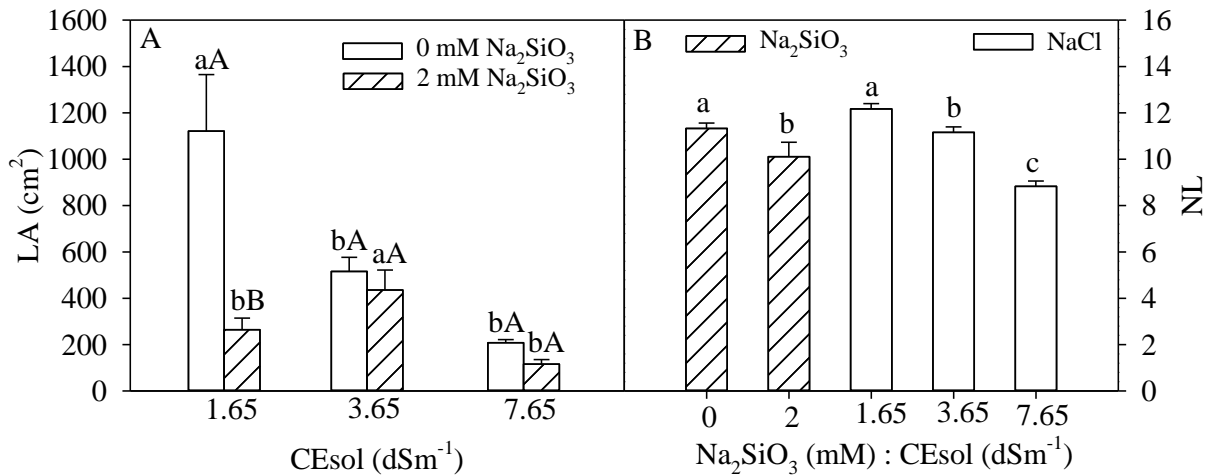 A
0 mM Na₂SiO₃
2 mM Na₂SiO₃
1600
1400
1200
1000
800
600
400
200
0
LA (cm²)
aA
bB
bA
aA
bA
bA
1.65
3.65
7.65
CEsol (dSm⁻¹)
B
Na₂SiO₃
NaCl
a
b
a
b
c
16
14
12
10
8
6
4
2
0
NL
0
2
1.65
3.65
7.65
Na₂SiO₃ (mM) : CEsol (dSm⁻¹)